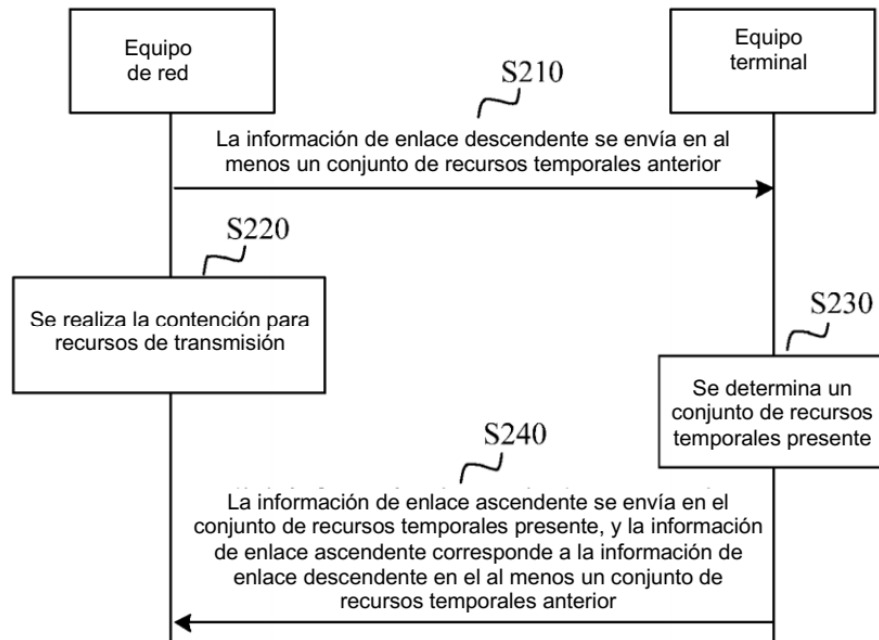 Equipo
de red
Equipo
terminal
S210
La información de enlace descendente se envía en al
menos un conjunto de recursos temporales anterior
S220
Se realiza la contención para
recursos de transmisión
S230
Se determina un
conjunto de recursos
temporales presente
S240
La información de enlace ascendente se envía en el
conjunto de recursos temporales presente, y la información
de enlace ascendente corresponde a la información de
enlace descendente en el al menos un conjunto de
recursos temporales anterior